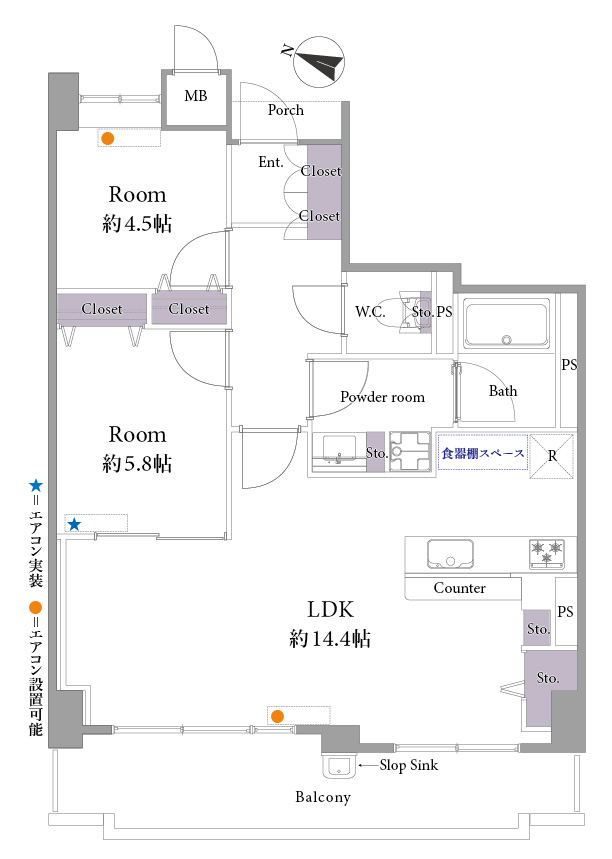 N
MB
Porch
Ent.
Closet
Closet
Room
約4.5帖
Closet
Closet
W.C.
Sto.
PS
PS
Powder room
Bath
Room
約5.8帖
Sto.
食器棚スペース
R
★=エアコン実装
●=エアコン設置可能
Counter
LDK
約14.4帖
PS
Sto.
Sto.
Slop Sink
Balcony